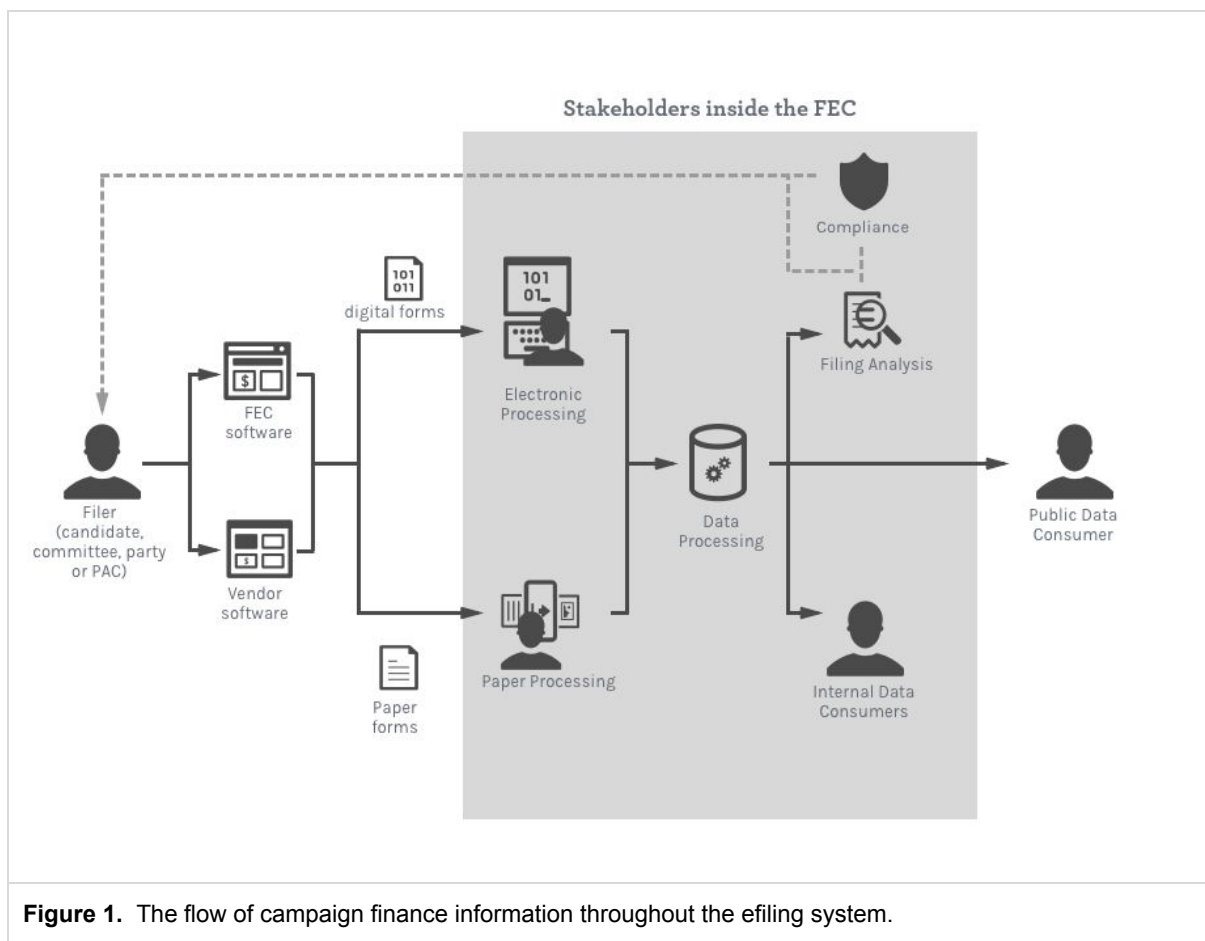 Stakeholders inside the FEC
Compliance
101
011
digital forms
101
01_
Electronic
Processing
Filing Analysis
$
FEC
software
Filer
(candidate,
committee, party
or PAC)
$
Vendor
software
Data
Processing
Public Data
Consumer
Paper
forms
Paper Processing
Internal Data
Consumers
Figure 1. The flow of campaign finance information throughout the efiling system.